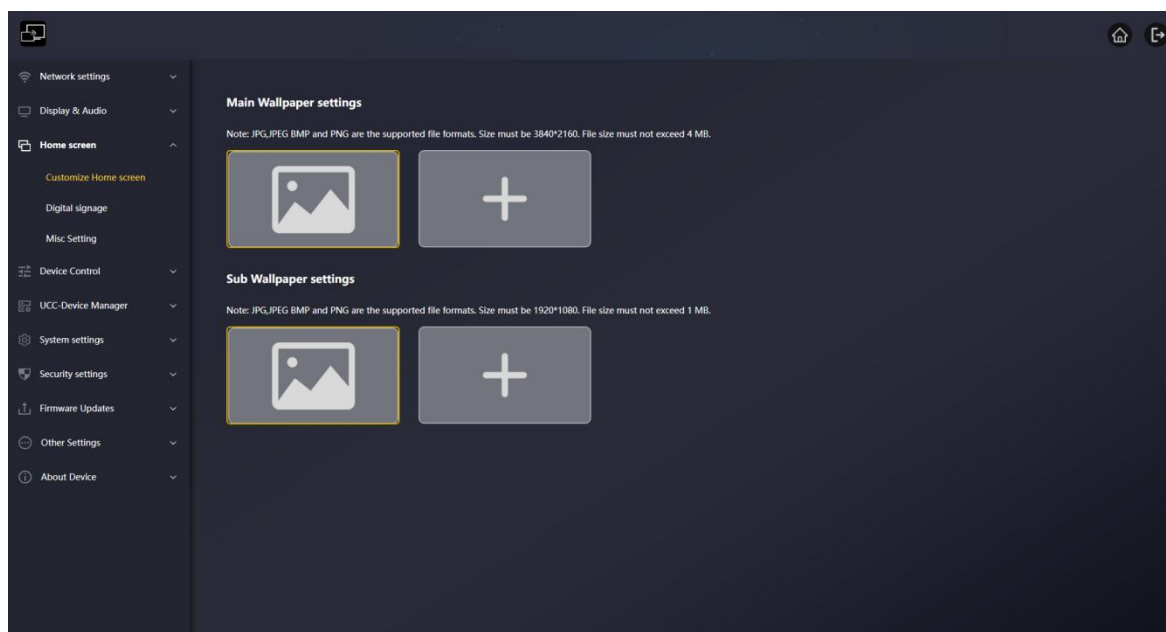 Network settings
Display & Audio
Home screen
Customize Home screen
Digital signage
Misc Setting
Device Control
UCC-Device Manager
System settings
Security settings
Firmware Updates
Other Settings
About Device
Main Wallpaper settings
Note: JPG,JPEG BMP and PNG are the supported file formats. Size must be 3840*2160. File size must not exceed 4 MB.
Sub Wallpaper settings
Note: JPG,JPEG BMP and PNG are the supported file formats. Size must be 1920*1080. File size must not exceed 1 MB.